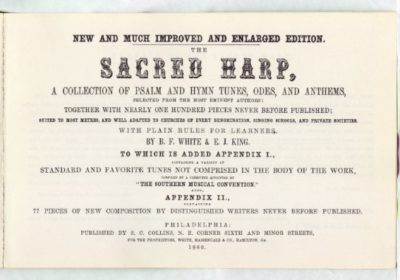 NEW AND MUCH IMPROVED AND ENLARGED EDITION.
THE
SACRED HARP,
A COLLECTION OF PSALM AND HYMN TUNES, ODES, AND ANTHEMS,
SELECTED FROM THE MOST EMINENT AUTHORS:
TOGETHER WITH NEARLY ONE HUNDRED PIECES NEVER BEFORE PUBLISHED;
SUITED TO MOST METRES, AND WELL ADAPTED TO CHURCHES OF EVERY DENOMINATION, SINGING SCHOOLS, AND PRIVATE SOCIETIES.
WITH PLAIN RULES FOR LEARNERS.
BY B. F. WHITE & E. J. KING.
TO WHICH IS ADDED APPENDIX I.,
CONTAINING A VARIETY OF
STANDARD AND FAVORITE TUNES NOT COMPRISED IN THE BODY OF THE WORK,
COMPILED BY A COMMITTEE APPOINTED BY
"THE SOUTHERN MUSICAL CONVENTION."
ALSO,
APPENDIX II.,
CONTAINING
77 PIECES OF NEW COMPOSITION BY DISTINGUISHED WRITERS NEVER BEFORE PUBLISHED.
PHILADELPHIA:
PUBLISHED BY S. C. COLLINS, N. E. CORNER SIXTH AND MINOR STREETS,
FOR THE PROPRIETORS, WHITE, MASSENGALE & CO., HAMILTON, GA.
1860.